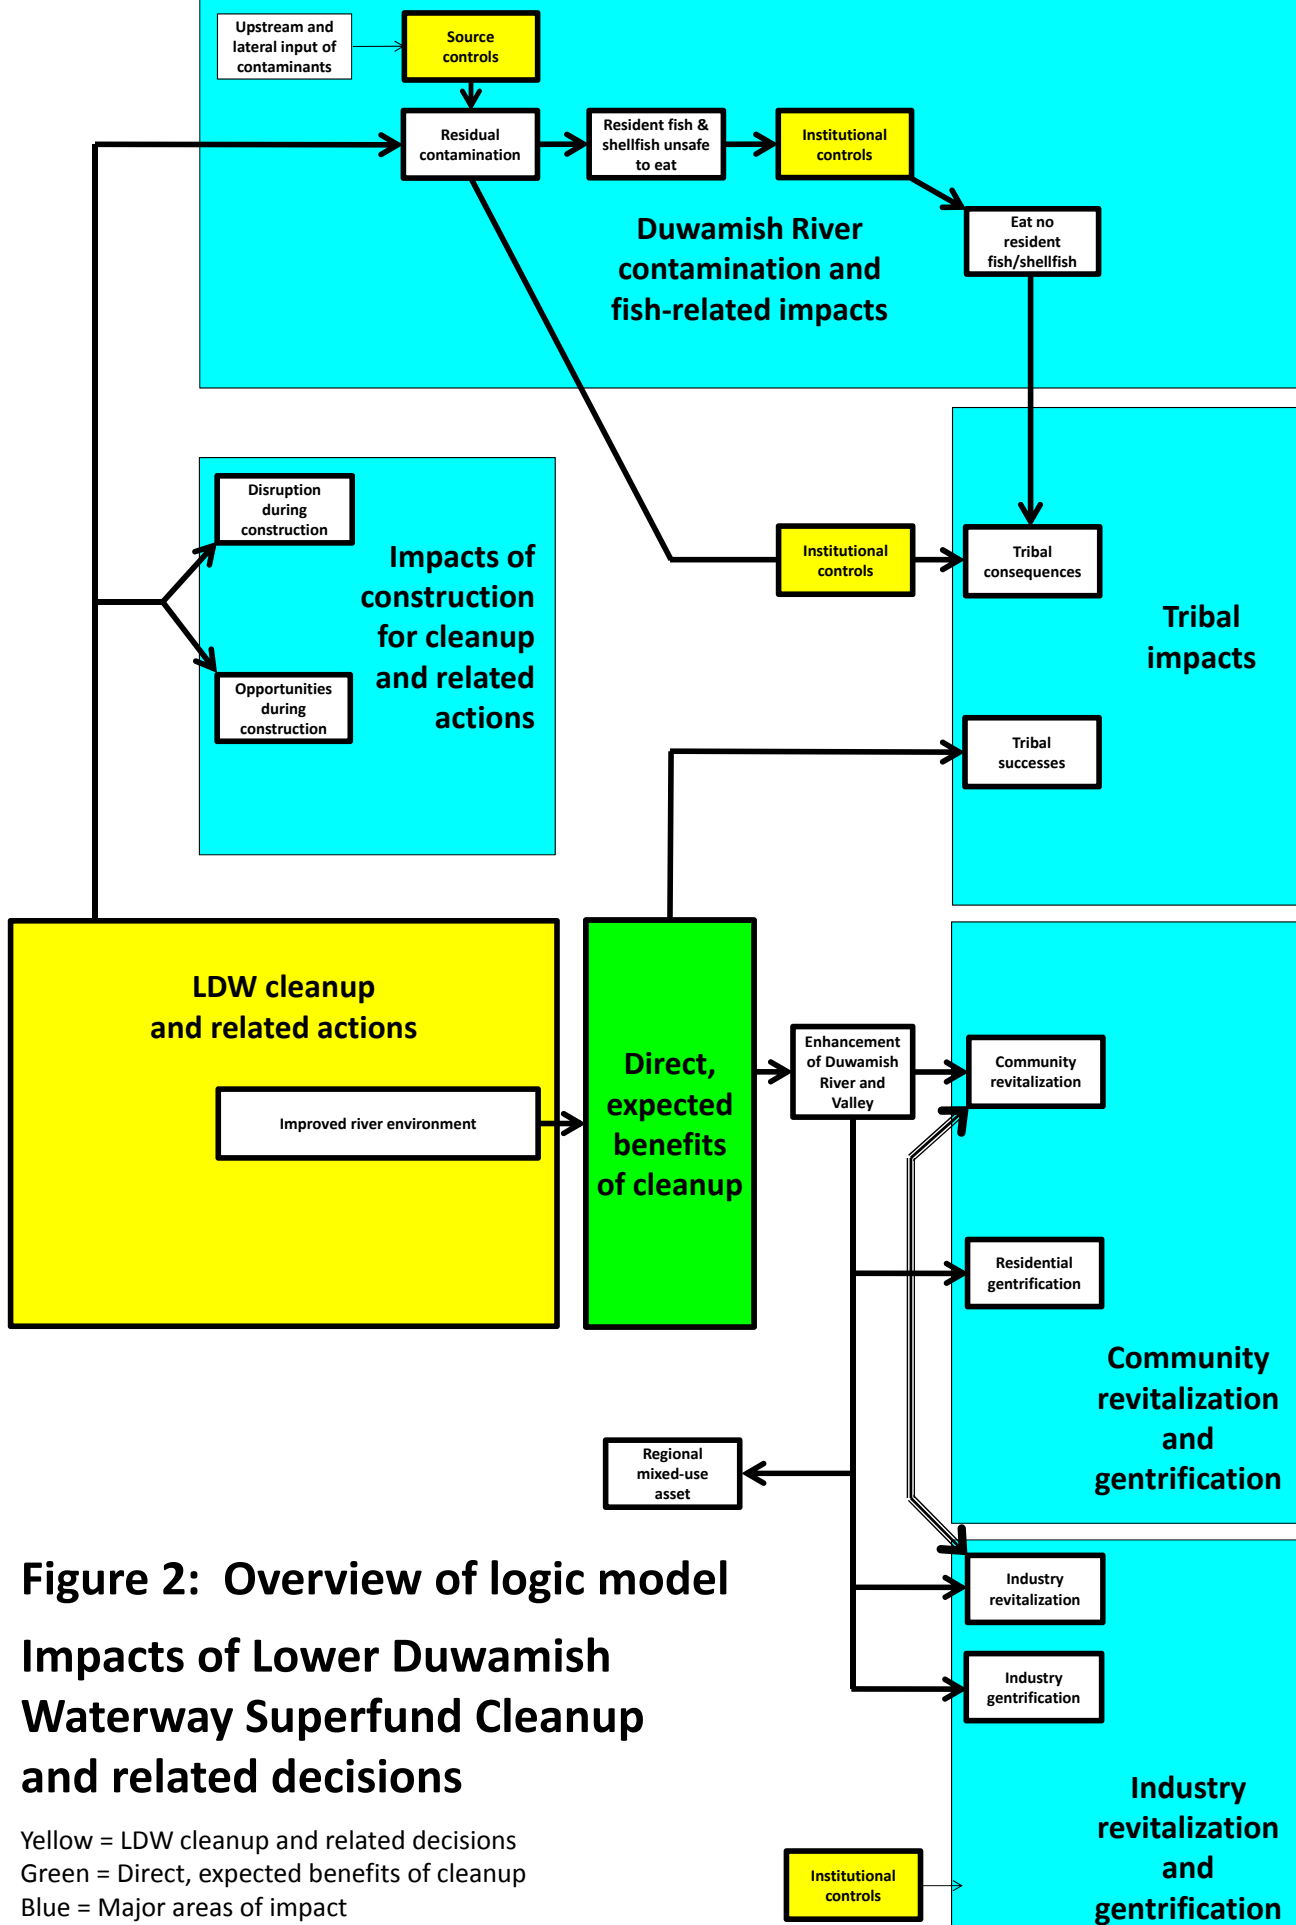 Upstream and
lateral input of
contaminants
Source
controls
Residual
contamination
Resident fish &
shellfish unsafe
to eat
Institutional
controls
Eat no
resident
fish/shellfish
Duwamish River
contamination and
fish-related impacts
Disruption
during
construction
Opportunities
during
construction
Impacts of
construction
for cleanup
and related
actions
Institutional
controls
Tribal
consequences
Tribal
impacts
Tribal
successes
LDW cleanup
and related actions
Improved river environment
Direct,
expected
benefits
of cleanup
Enhancement
of Duwamish
River and
Valley
Community
revitalization
Residential
gentrification
Community
revitalization
and
gentrification
Regional
mixed-use
asset
Industry
revitalization
Industry
gentrification
Industry
revitalization
and
gentrification
Institutional
controls
Figure 2: Overview of logic model
Impacts of Lower Duwamish
Waterway Superfund Cleanup
and related decisions
Yellow = LDW cleanup and related decisions
Green = Direct, expected benefits of cleanup
Blue = Major areas of impact